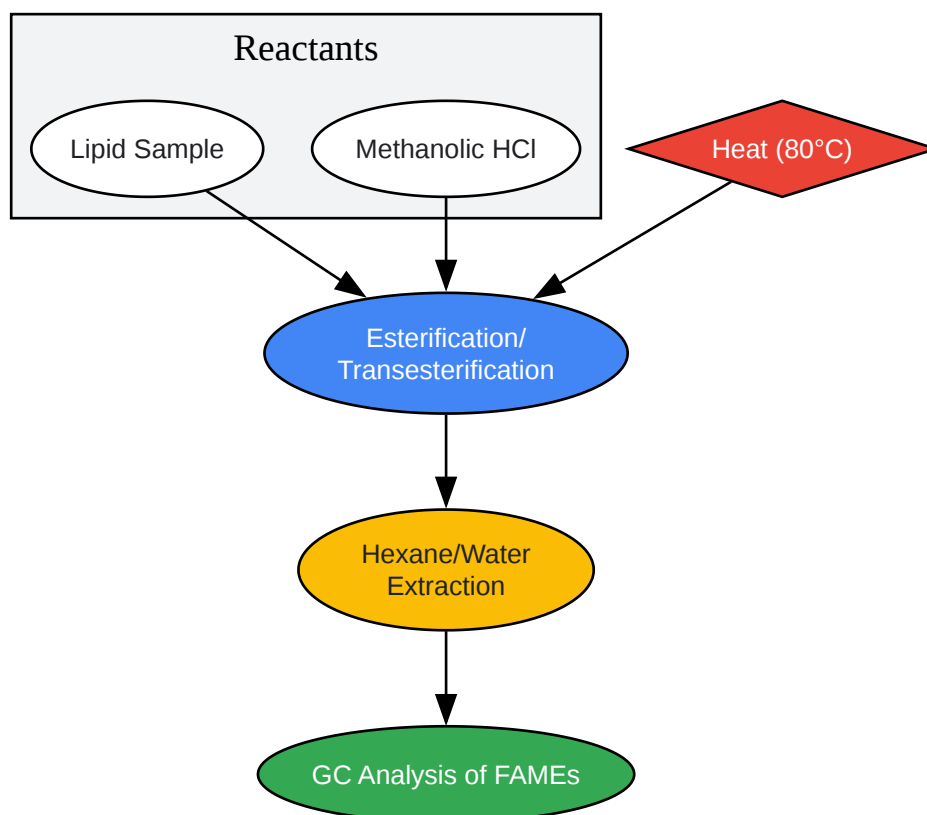 Reactants
Lipid Sample
Methanolic HCl
Heat (80°C)
Esterification/
Transesterification
Hexane/Water
Extraction
GC Analysis of FAMEs